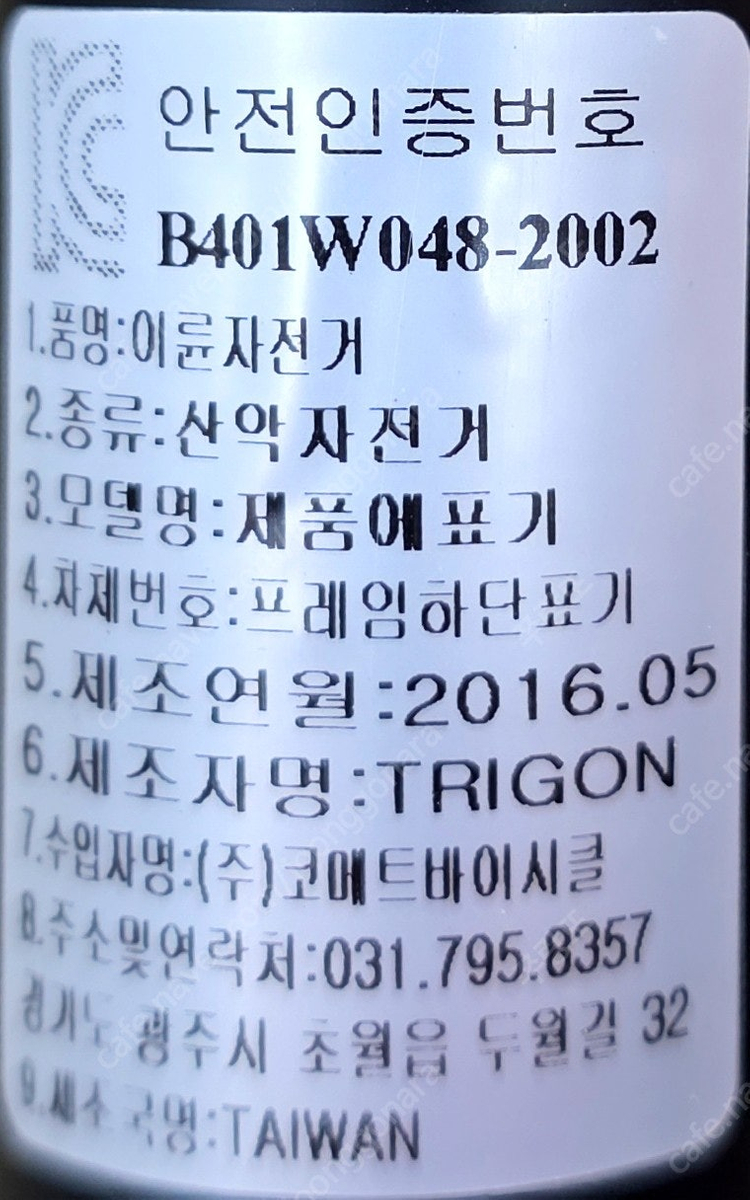 안전인증번호
B401W048-2002
1.품명:이륜자전거
2.종류:산악자전거
3.모델명:제품에표기
4.차체번호:프레임하단표기
5.제조연월:2016.05
6.제조자명:TRIGON
7.수입자명:(주)코메트바이시클
8.주소및연락처:031.795.8357
경기도 광주시 초월읍 두월길 32
9.제조국명:TAIWAN